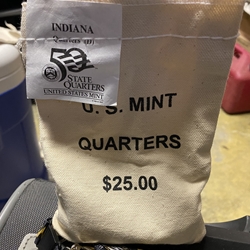 INDIANA
50
STATE
QUARTERS
UNITED STATES MINT
U. S. MINT
QUARTERS
$25.00